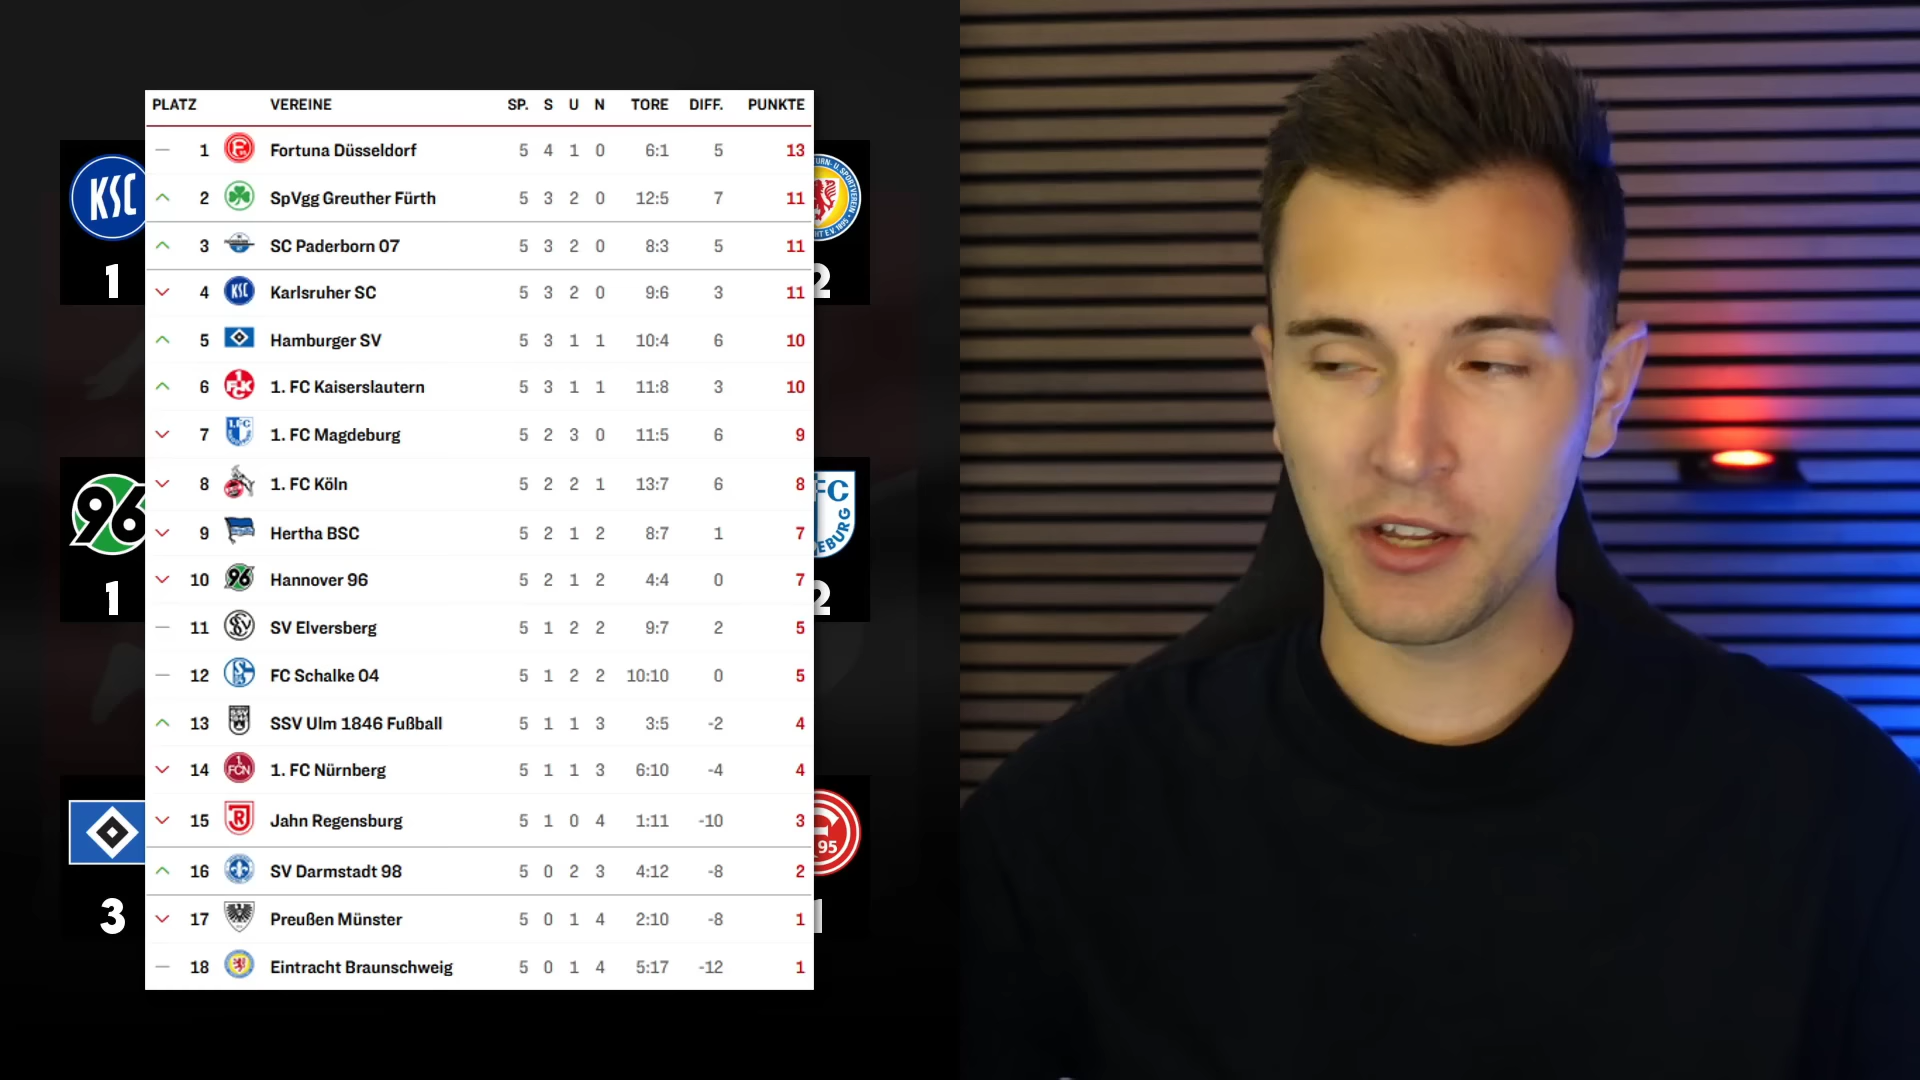 PLATZ VEREINE SP. S U N TORE DIFF. PUNKTE
1 Fortuna Düsseldorf 5 4 1 0 6:1 5 13
2 SpVgg Greuther Fürth 5 3 2 0 12:5 7 11
3 SC Paderborn 07 5 3 2 0 8:3 5 11
4 Karlsruher SC 5 3 2 0 9:6 3 11
5 Hamburger SV 5 3 1 1 10:4 6 10
6 1. FC Kaiserslautern 5 3 1 1 11:8 3 10
7 1. FC Magdeburg 5 2 3 0 11:5 6 9
8 1. FC Köln 5 2 2 1 13:7 6 8
9 Hertha BSC 5 2 1 2 8:7 1 7
10 Hannover 96 5 2 1 2 4:4 0 7
11 SV Elversberg 5 1 2 2 9:7 2 5
12 FC Schalke 04 5 1 2 2 10:10 0 5
13 SSV Ulm 1846 Fußball 5 1 1 3 3:5 -2 4
14 1. FC Nürnberg 5 1 1 3 6:10 -4 4
15 Jahn Regensburg 5 1 0 4 1:11 -10 3
16 SV Darmstadt 98 5 0 2 3 4:12 -8 2
17 Preußen Münster 5 0 1 4 2:10 -8 1
18 Eintracht Braunschweig 5 0 1 4 5:17 -12 1
KSC
1 2
96 FC
EBURG
1 2
95
3 1